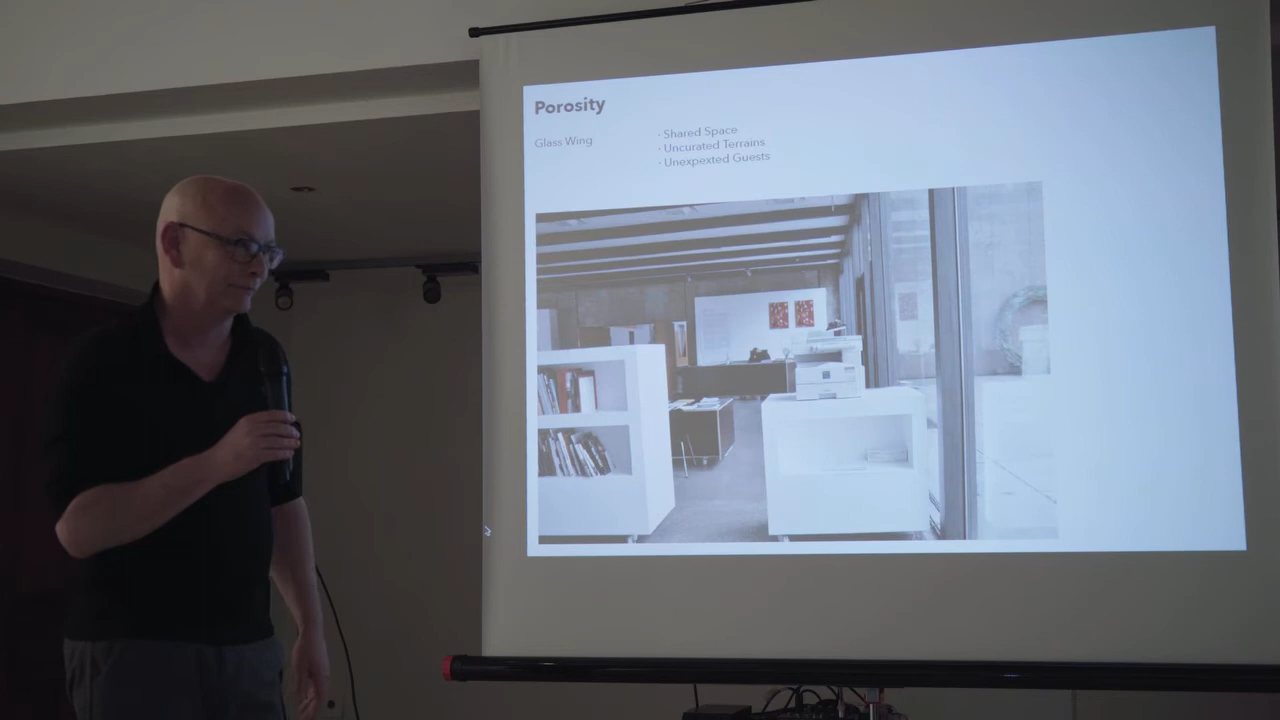 Porosity
Glass Wing
· Shared Space
· Uncurated Terrains
· Unexpexted Guests